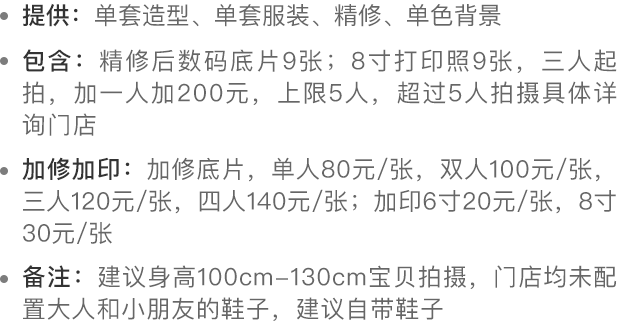 • 提供：单套造型、单套服装、精修、单色背景
• 包含：精修后数码底片9张；8寸打印照9张，三人起
拍，加一人加200元，上限5人，超过5人拍摄具体详
询门店
• 加修加印：加修底片，单人80元/张，双人100元/张，
三人120元/张，四人140元/张；加印6寸20元/张，8寸
30元/张
• 备注：建议身高100cm-130cm宝贝拍摄，门店均未配
置大人和小朋友的鞋子，建议自带鞋子